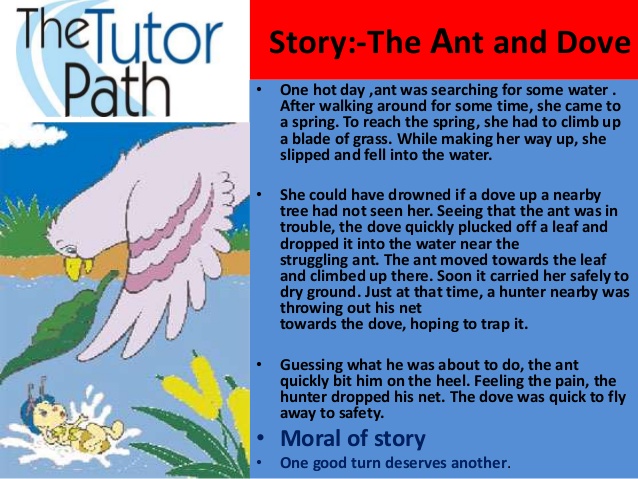 The Tutor
Path
Story:-The Ant and Dove
• One hot day ,ant was searching for some water .
After walking around for some time, she came to
a spring. To reach the spring, she had to climb up
a blade of grass. While making her way up, she
slipped and fell into the water.
• She could have drowned if a dove up a nearby
tree had not seen her. Seeing that the ant was in
trouble, the dove quickly plucked off a leaf and
dropped it into the water near the
struggling ant. The ant moved towards the leaf
and climbed up there. Soon it carried her safely to
dry ground. Just at that time, a hunter nearby was
throwing out his net
towards the dove, hoping to trap it.
• Guessing what he was about to do, the ant
quickly bit him on the heel. Feeling the pain, the
hunter dropped his net. The dove was quick to fly
away to safety.
• Moral of story
• One good turn deserves another.